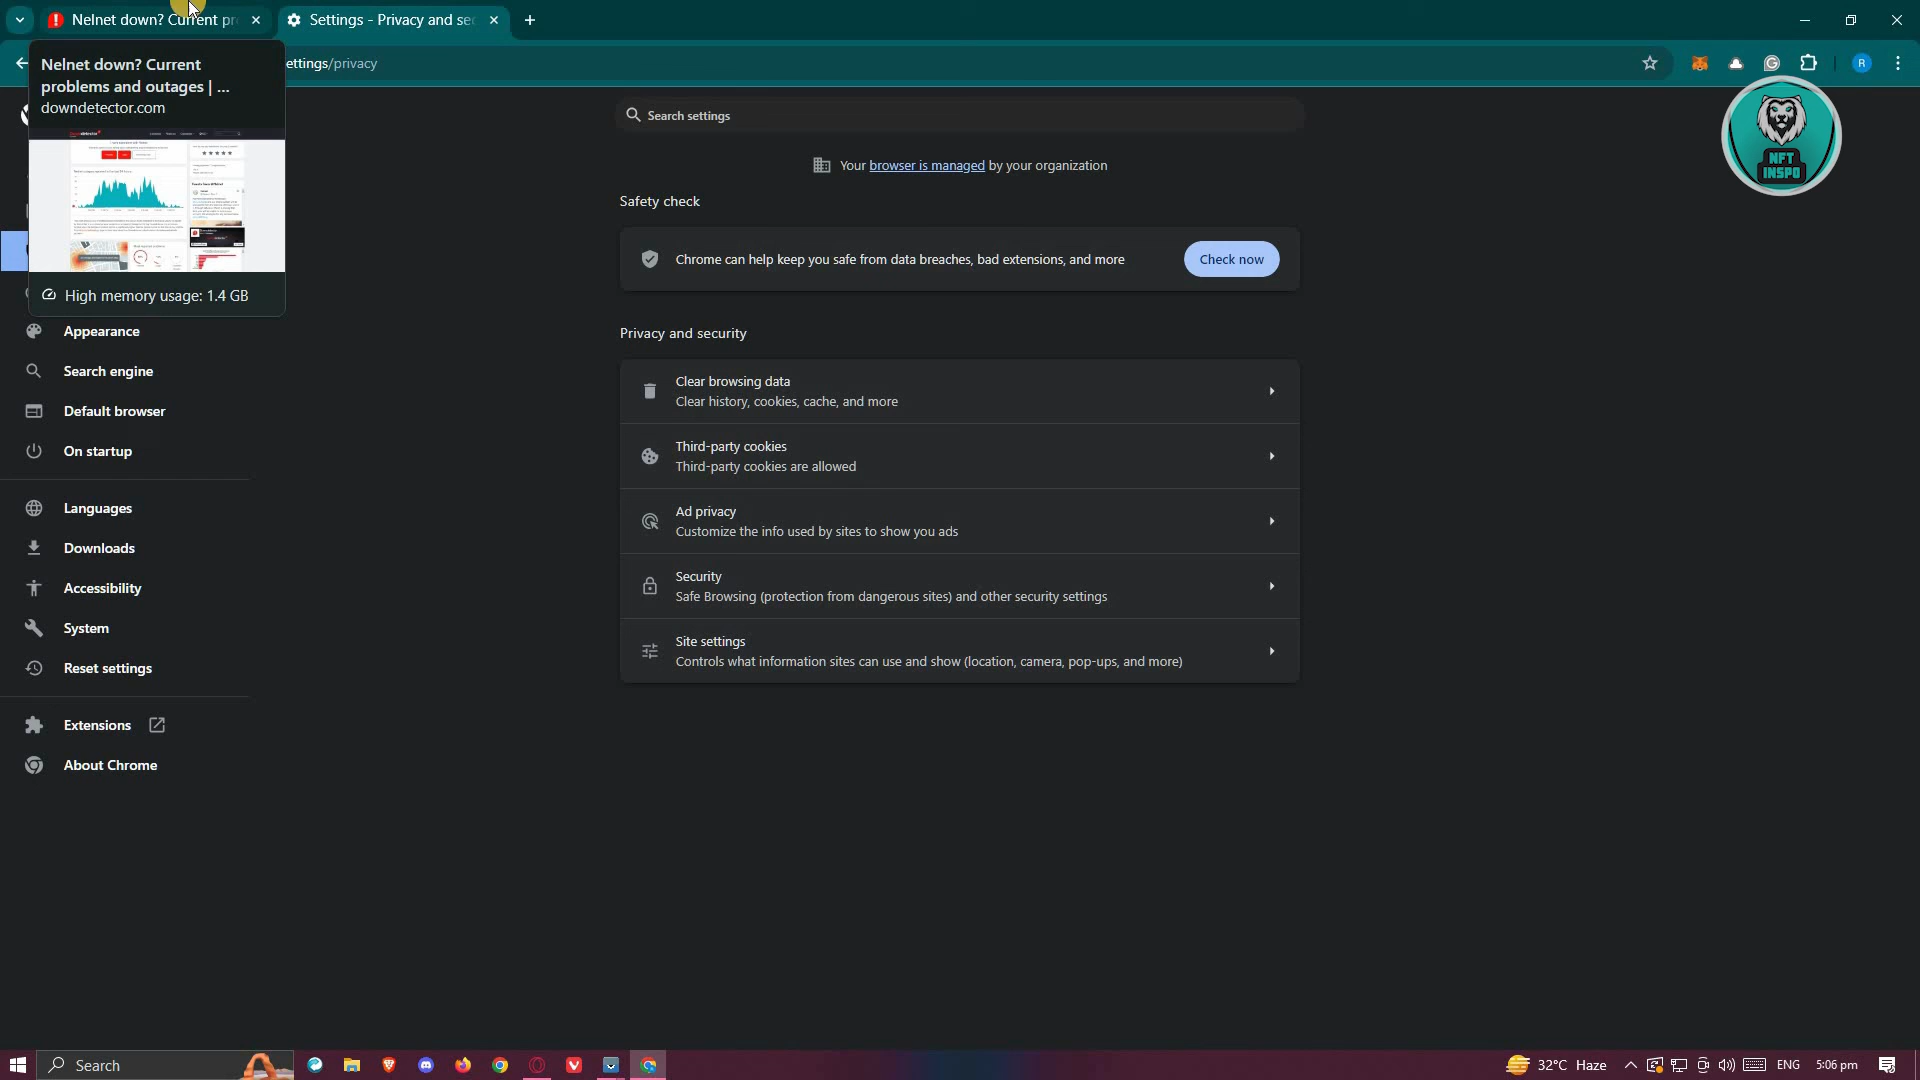 Nelnet down? Current pr
Settings - Privacy and sec
Nelnet down? Current
problems and outages | ...
downdetector.com
ettings/privacy
R
Search settings
NFT
INSPO
Your browser is managed by your organization
Safety check
Chrome can help keep you safe from data breaches, bad extensions, and more
Check now
High memory usage: 1.4 GB
Appearance
Search engine
Default browser
On startup
Languages
Downloads
Accessibility
System
Reset settings
Extensions
About Chrome
Privacy and security
Clear browsing data
Clear history, cookies, cache, and more
Third-party cookies
Third-party cookies are allowed
Ad privacy
Customize the info used by sites to show you ads
Security
Safe Browsing (protection from dangerous sites) and other security settings
Site settings
Controls what information sites can use and show (location, camera, pop-ups, and more)
Search
32°C Haze
ENG
5:06 pm